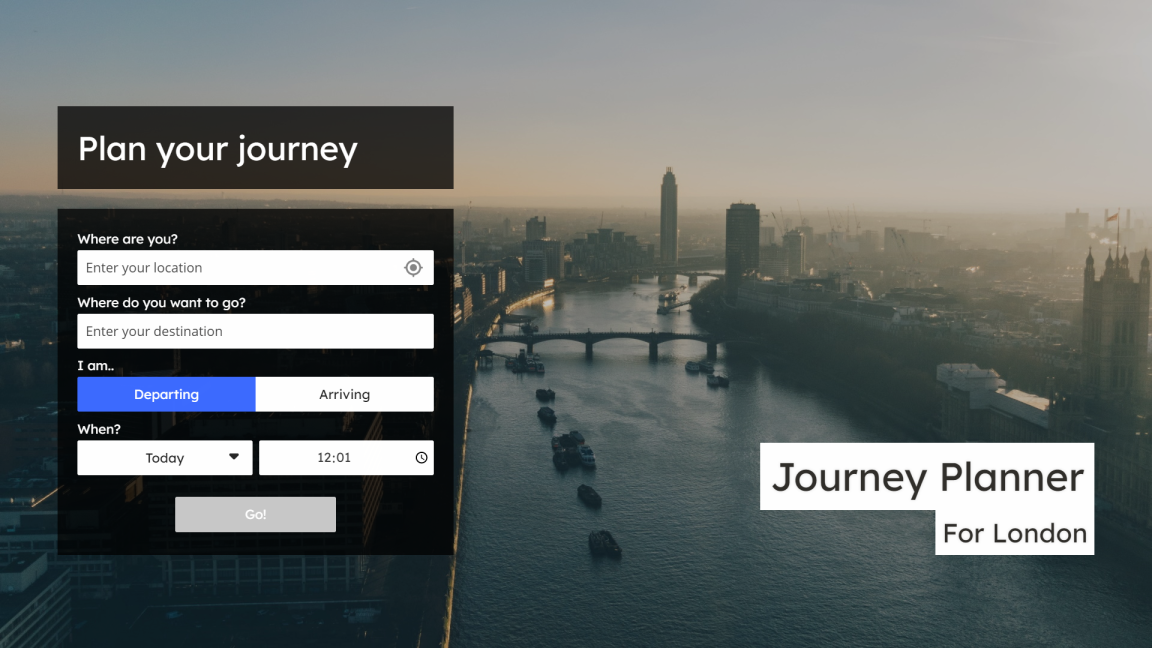 Plan your journey
Where are you?
Enter your location
Where do you want to go?
Enter your destination
I am..
Departing
Arriving
When?
Today
12:01
Go!
Journey Planner
For London